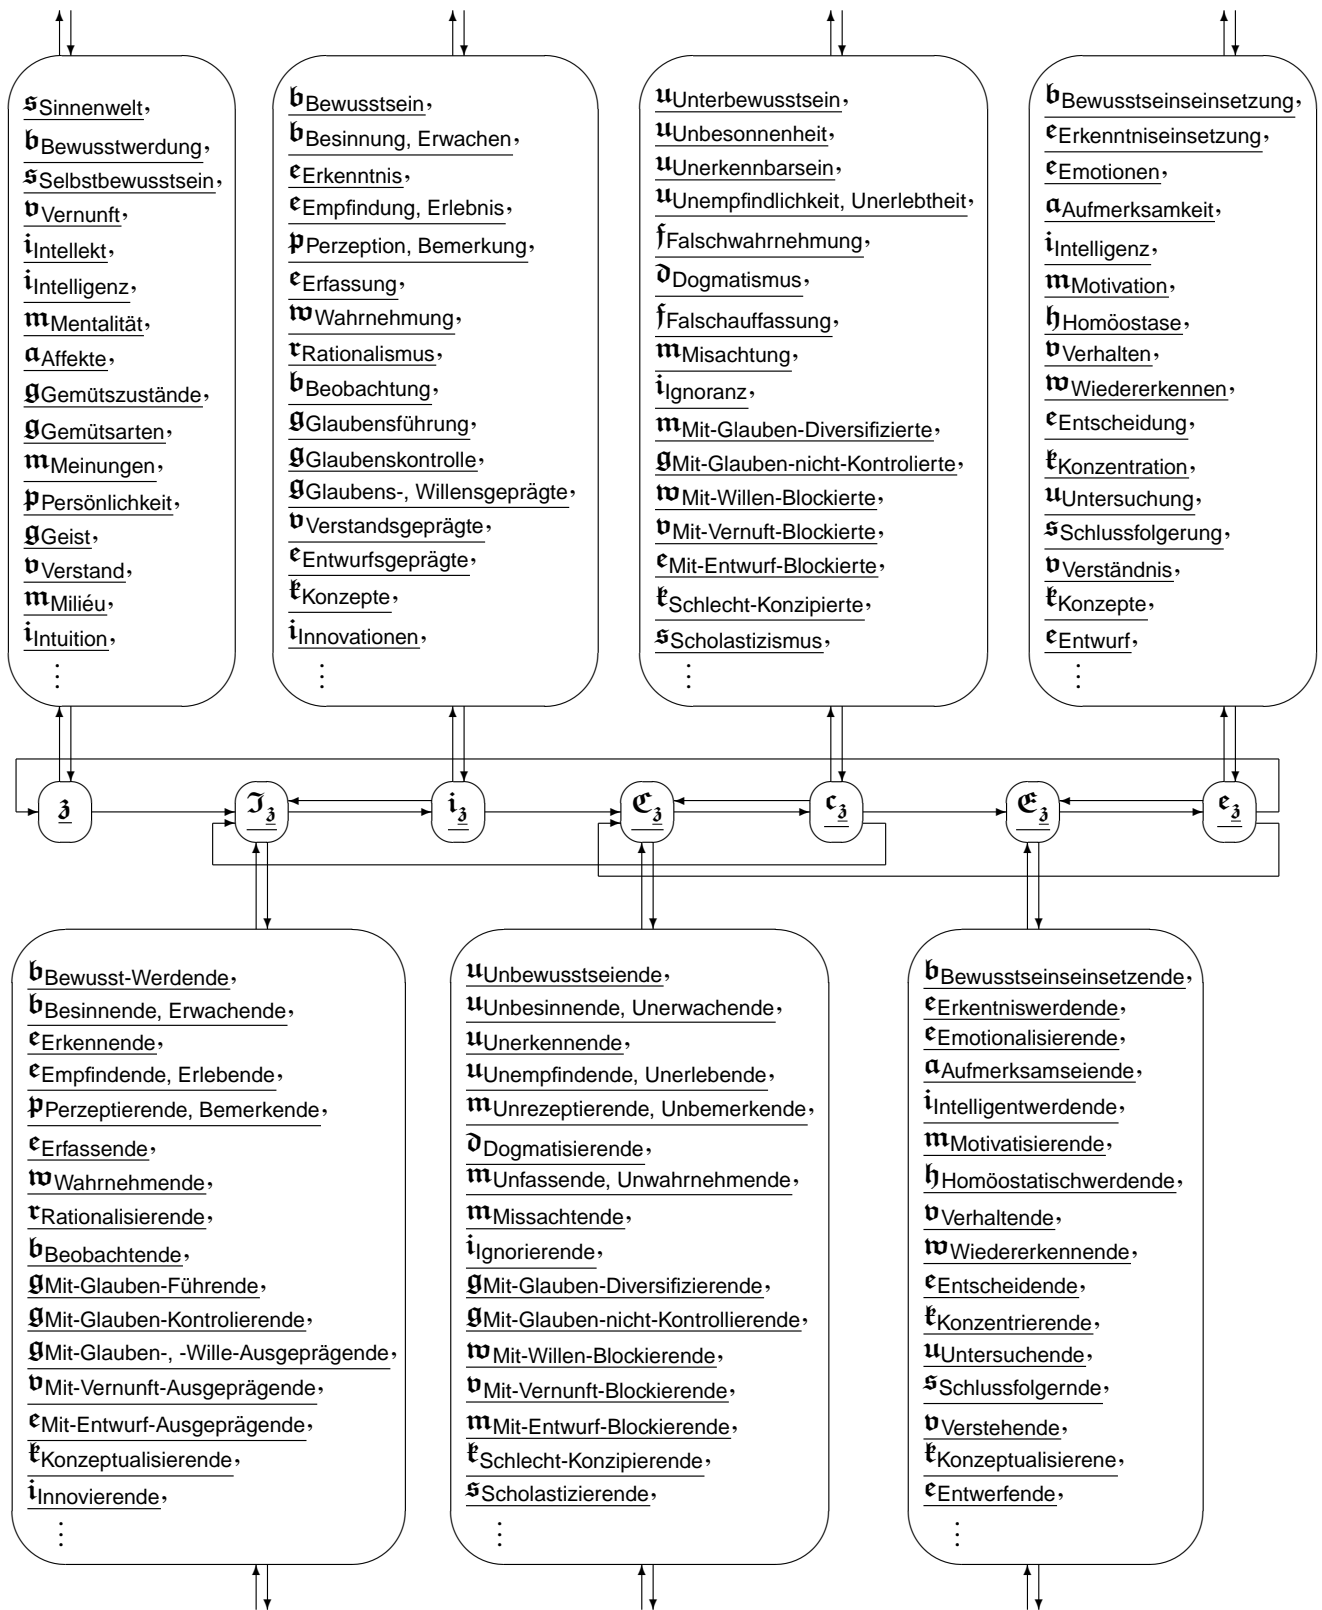 𝔰Sinnenwelt,
𝔟Bewusstwerdung,
𝔰Selbstbewusstsein,
𝔳Vernunft,
𝔦Intellekt,
𝔦Intelligenz,
𝔪Mentalität,
𝔞Affekte,
𝔤Gemütszustände,
𝔤Gemütsarten,
𝔪Meinungen,
𝔭Persönlichkeit,
𝔤Geist,
𝔳Verstand,
𝔪Miliéu,
𝔦Intuition,
⋮
𝔟Bewusstsein,
𝔟Besinnung, Erwachen,
𝔢Erkenntnis,
𝔢Empfindung, Erlebnis,
𝔭Perzeption, Bemerkung,
𝔢Erfassung,
𝔴Wahrnehmung,
𝔯Rationalismus,
𝔟Beobachtung,
𝔤Glaubensführung,
𝔤Glaubenskontrolle,
𝔤Glaubens-, Willensgeprägte,
𝔳Verstandsgeprägte,
𝔢Entwurfsgeprägte,
𝔨Konzepte,
𝔦Innovationen,
⋮
𝔲Unterbewusstsein,
𝔲Unbesonnenheit,
𝔲Unerkennbarsein,
𝔲Unempfindlichkeit, Unerlebtheit,
𝔣Falschwahrnehmung,
𝔡Dogmatismus,
𝔣Falschauffassung,
𝔪Misachtung,
𝔦Ignoranz,
𝔪Mit-Glauben-Diversifizierte,
𝔤Mit-Glauben-nicht-Kontrolierte,
𝔴Mit-Willen-Blockierte,
𝔳Mit-Vernuft-Blockierte,
𝔢Mit-Entwurf-Blockierte,
𝔨Schlecht-Konzipierte,
𝔰Scholastizismus,
⋮
𝔟Bewusstseinseinsetzung,
𝔢Erkenntniseinsetzung,
𝔢Emotionen,
𝔞Aufmerksamkeit,
𝔦Intelligenz,
𝔪Motivation,
𝔥Homöostase,
𝔳Verhalten,
𝔴Wiedererkennen,
𝔢Entscheidung,
𝔨Konzentration,
𝔲Untersuchung,
𝔰Schlussfolgerung,
𝔳Verständnis,
𝔨Konzepte,
𝔢Entwurf,
⋮
𝔷 ℑ𝔷 𝔦𝔷 ℭ𝔷 𝔠𝔷 𝔈𝔷 𝔢𝔷
𝔟Bewusst-Werdende,
𝔟Besinnende, Erwachende,
𝔢Erkennende,
𝔢Empfindende, Erlebende,
𝔭Perzeptierende, Bemerkende,
𝔢Erfassende,
𝔴Wahrnehmende,
𝔯Rationalisierende,
𝔟Beobachtende,
𝔤Mit-Glauben-Führende,
𝔤Mit-Glauben-Kontrolierende,
𝔤Mit-Glauben-, -Wille-Ausgeprägende,
𝔳Mit-Vernunft-Ausgeprägende,
𝔢Mit-Entwurf-Ausgeprägende,
𝔨Konzeptualisierende,
𝔦Innovierende,
⋮
𝔲Unbewusstseiende,
𝔲Unbesinnende, Unerwachende,
𝔲Unerkennende,
𝔲Unempfindende, Unerlebende,
𝔪Unrezeptierende, Unbemerkende,
𝔡Dogmatisierende,
𝔪Unfassende, Unwahrnehmende,
𝔪Missachtende,
𝔦Ignorierende,
𝔤Mit-Glauben-Diversifizierende,
𝔤Mit-Glauben-nicht-Kontrollierende,
𝔴Mit-Willen-Blockierende,
𝔳Mit-Vernunft-Blockierende,
𝔪Mit-Entwurf-Blockierende,
𝔨Schlecht-Konzipierende,
𝔰Scholastizierende,
⋮
𝔟Bewusstseinseinsetzende,
𝔢Erkentniswerdende,
𝔢Emotionalisierende,
𝔞Aufmerksamseiende,
𝔦Intelligentwerdende,
𝔪Motivatisierende,
𝔥Homöostatischwerdende,
𝔳Verhaltende,
𝔴Wiedererkennende,
𝔢Entscheidende,
𝔨Konzentrierende,
𝔲Untersuchende,
𝔰Schlussfolgernde,
𝔳Verstehende,
𝔨Konzeptualisierene,
𝔢Entwerfende,
⋮